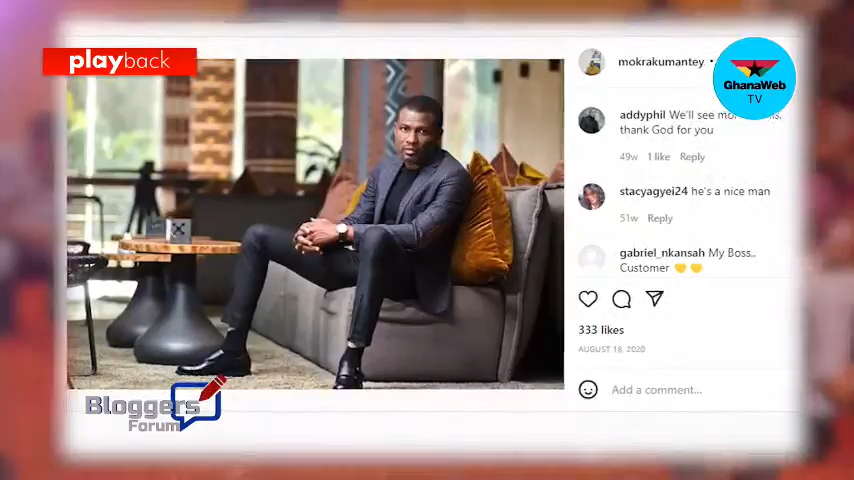 playback
mokrakumantey •
GhanaWeb
TV
addyphil We'll see
thank God for you
49w 1 like Reply
stacyagyei24 he's a nice man
51w Reply
gabriel_nkansah My Boss..
Customer 💛 💛
333 likes
AUGUST 18, 2020
Add a comment...
Bloggers
Forum